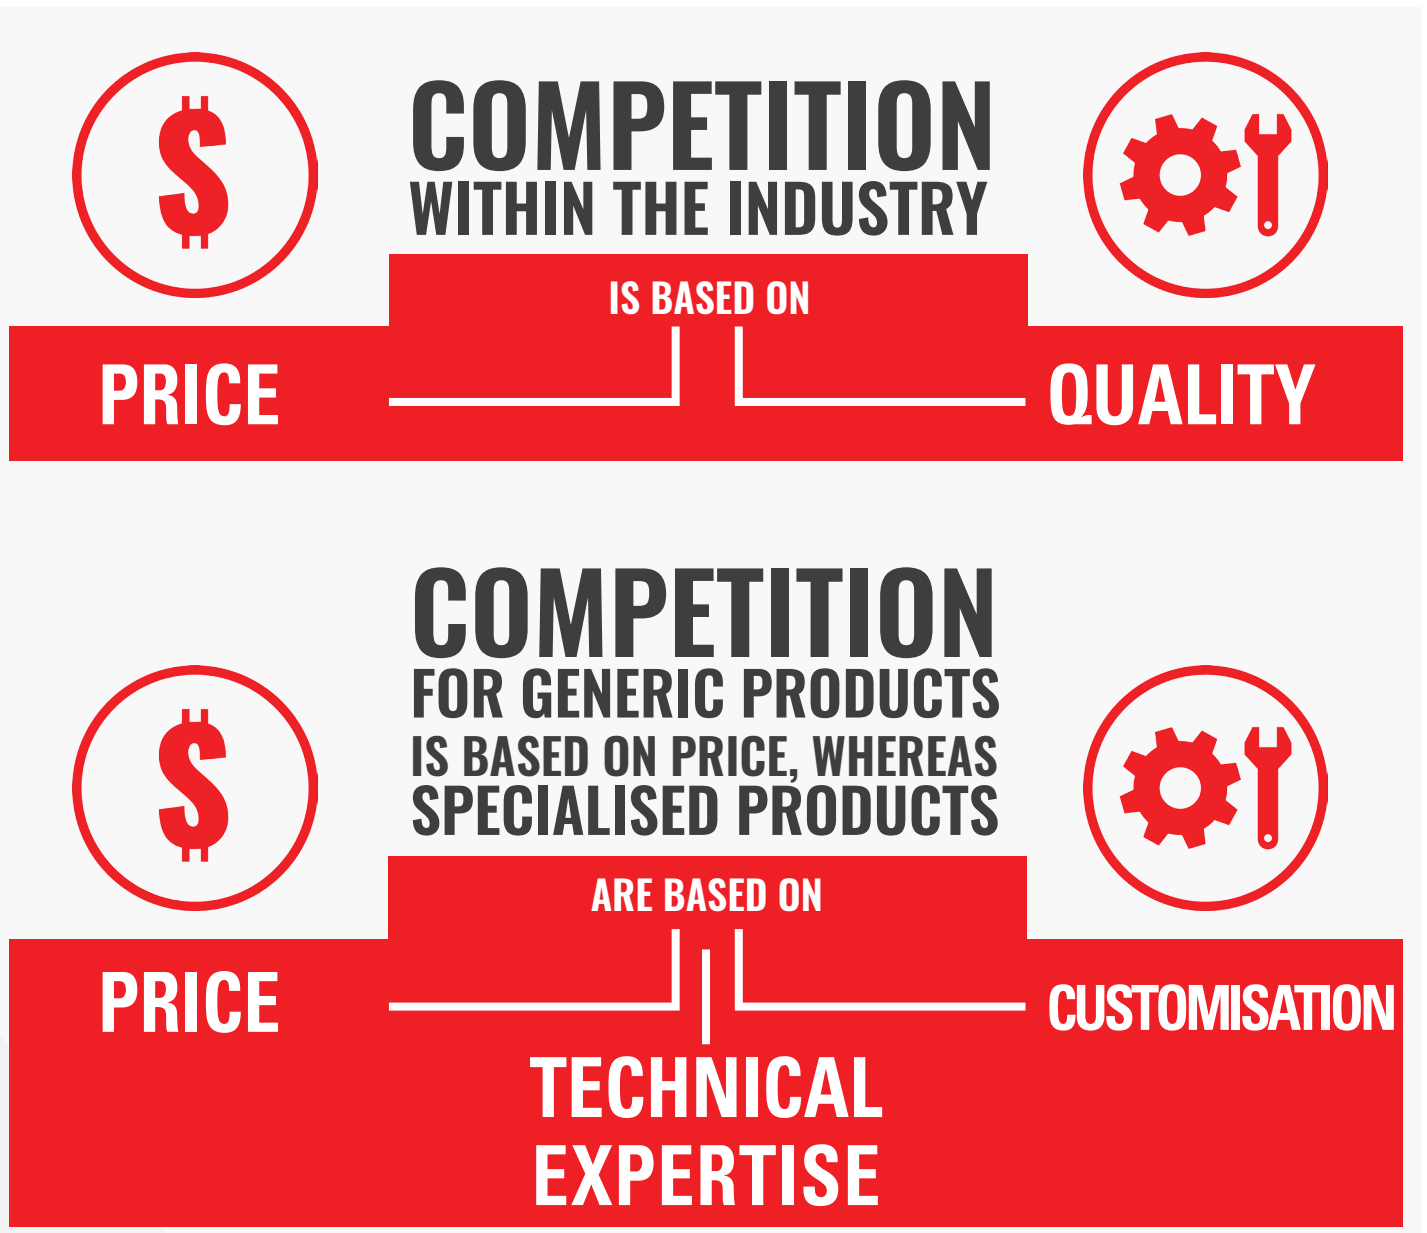 COMPETITION
WITHIN THE INDUSTRY
IS BASED ON
PRICE
QUALITY
COMPETITION
FOR GENERIC PRODUCTS
IS BASED ON PRICE, WHEREAS
SPECIALISED PRODUCTS
ARE BASED ON
PRICE
CUSTOMISATION
TECHNICAL
EXPERTISE